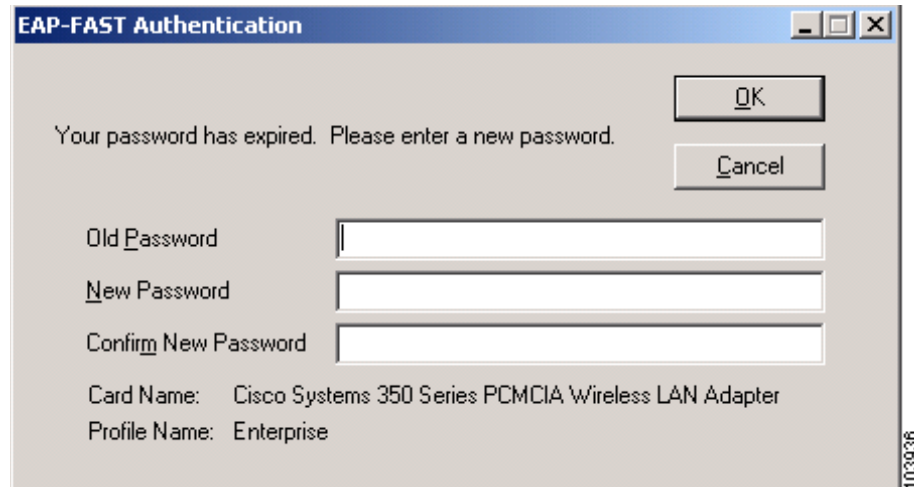 EAP-FAST Authentication
OK
Your password has expired. Please enter a new password.
Cancel
Old Password
New Password
Confirm New Password
Card Name: Cisco Systems 350 Series PCMCIA Wireless LAN Adapter
Profile Name: Enterprise
103936